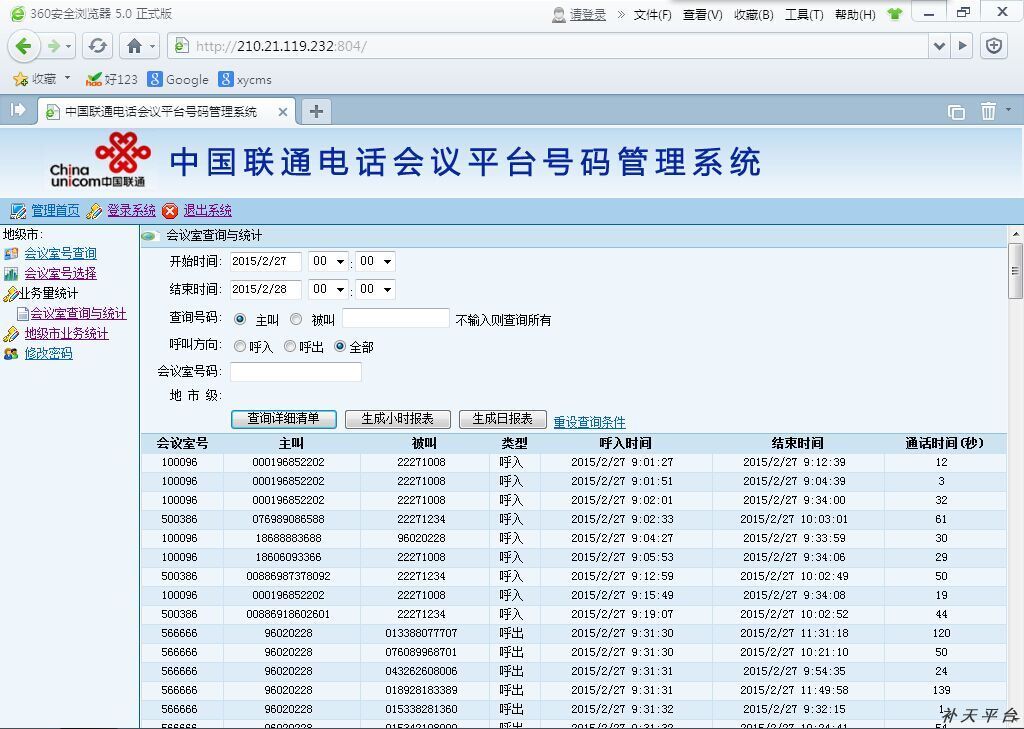 360安全浏览器 5.0 正式版 请登录 » 文件(F) 查看(V) 收藏(B) 工具(T) 帮助(H)
http://210.21.119.232:804/
收藏 好123 Google xycms
中国联通电话会议平台号码管理系统
China unicom中国联通 中国联通电话会议平台号码管理系统
管理首页 登录系统 退出系统
地级市:
会议室号查询
会议室号选择
业务量统计
会议室查询与统计
地级市业务统计
修改密码
会议室查询与统计
开始时间: 2015/2/27 00 : 00
结束时间: 2015/2/28 00 : 00
查询号码: 主叫 被叫 不输入则查询所有
呼叫方向: 呼入 呼出 全部
会议室号码:
地 市 级:
查询详细清单 生成小时报表 生成日报表 重设查询条件
会议室号 主叫 被叫 类型 呼入时间 结束时间 通话时间(秒)
100096 000196852202 22271008 呼入 2015/2/27 9:01:27 2015/2/27 9:12:39 12
100096 000196852202 22271008 呼入 2015/2/27 9:01:51 2015/2/27 9:04:39 3
100096 000196852202 22271008 呼入 2015/2/27 9:02:01 2015/2/27 9:34:00 32
500386 076989086588 22271234 呼入 2015/2/27 9:02:33 2015/2/27 10:03:01 61
100096 18688883688 96020228 呼入 2015/2/27 9:04:27 2015/2/27 9:33:59 30
100096 18606093366 22271008 呼入 2015/2/27 9:05:53 2015/2/27 9:34:06 29
500386 00886987378092 22271234 呼入 2015/2/27 9:12:59 2015/2/27 10:02:49 50
100096 000196852202 22271008 呼入 2015/2/27 9:15:49 2015/2/27 9:34:08 19
500386 00886918602601 22271234 呼入 2015/2/27 9:19:07 2015/2/27 10:02:52 44
566666 96020228 013388077707 呼出 2015/2/27 9:31:30 2015/2/27 11:31:18 120
566666 96020228 076089968701 呼出 2015/2/27 9:31:30 2015/2/27 10:21:10 50
566666 96020228 043262608006 呼出 2015/2/27 9:31:31 2015/2/27 9:54:35 24
566666 96020228 018928183389 呼出 2015/2/27 9:31:31 2015/2/27 11:49:58 139
566666 96020228 015338281360 呼出 2015/2/27 9:31:32 2015/2/27 9:32:15 1
补天平台